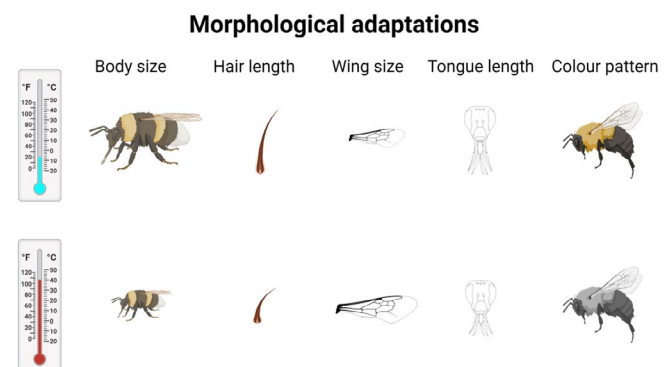 Morphological adaptations
Body size
Hair length
Wing size
Tongue length
Colour pattern
°F °C
120 50
100 40
80 30
60 20
40 10
20 0
0 10
20
°F °C
120 50
100 40
80 30
60 20
40 10
20 0
0 10
20